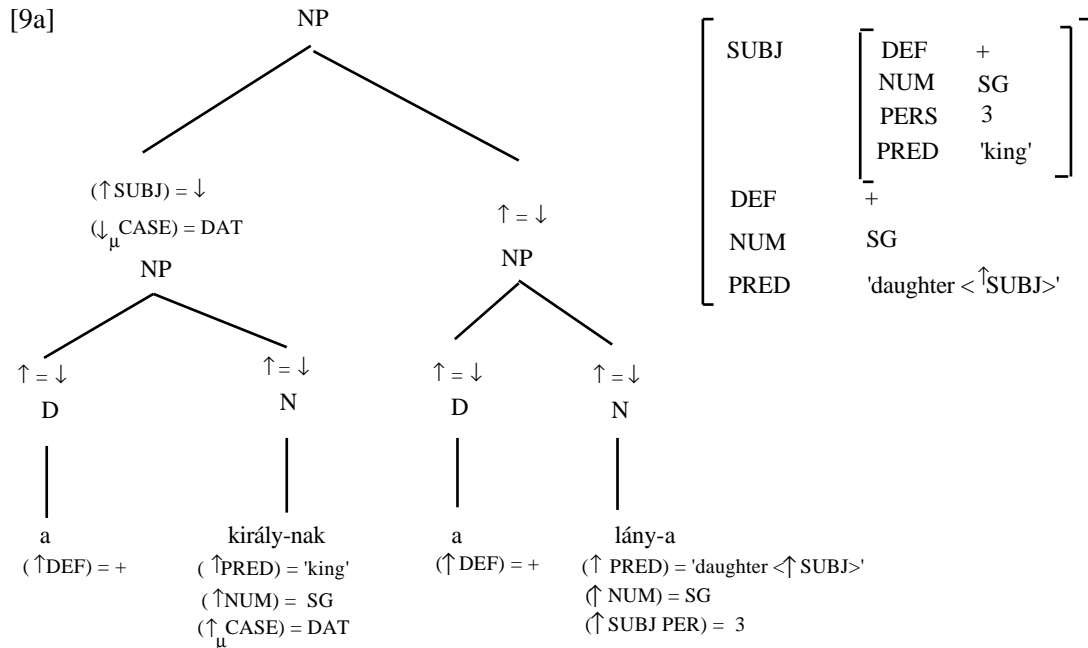 [9a]
NP
SUBJ DEF +
NUM SG
PERS 3
PRED 'king'
DEF +
NUM SG
PRED 'daughter < ↑SUBJ>'
(↑SUBJ) = ↓
(↓μCASE) = DAT
NP
↑ = ↓
NP
↑ = ↓
D
↑ = ↓
N
↑ = ↓
D
↑ = ↓
N
a
(↑DEF) = +
király-nak
(↑PRED) = 'king'
(↑NUM) = SG
(↑μCASE) = DAT
a
(↑DEF) = +
lány-a
(↑ PRED) = 'daughter <↑ SUBJ>'
(↑ NUM) = SG
(↑ SUBJ PER) = 3